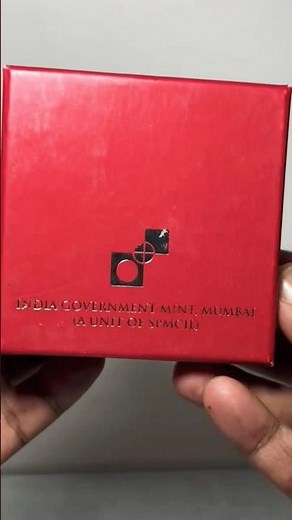 INDIA GOVERNMENT MINT, MUMBAI
(A UNIT OF SPMCIL)